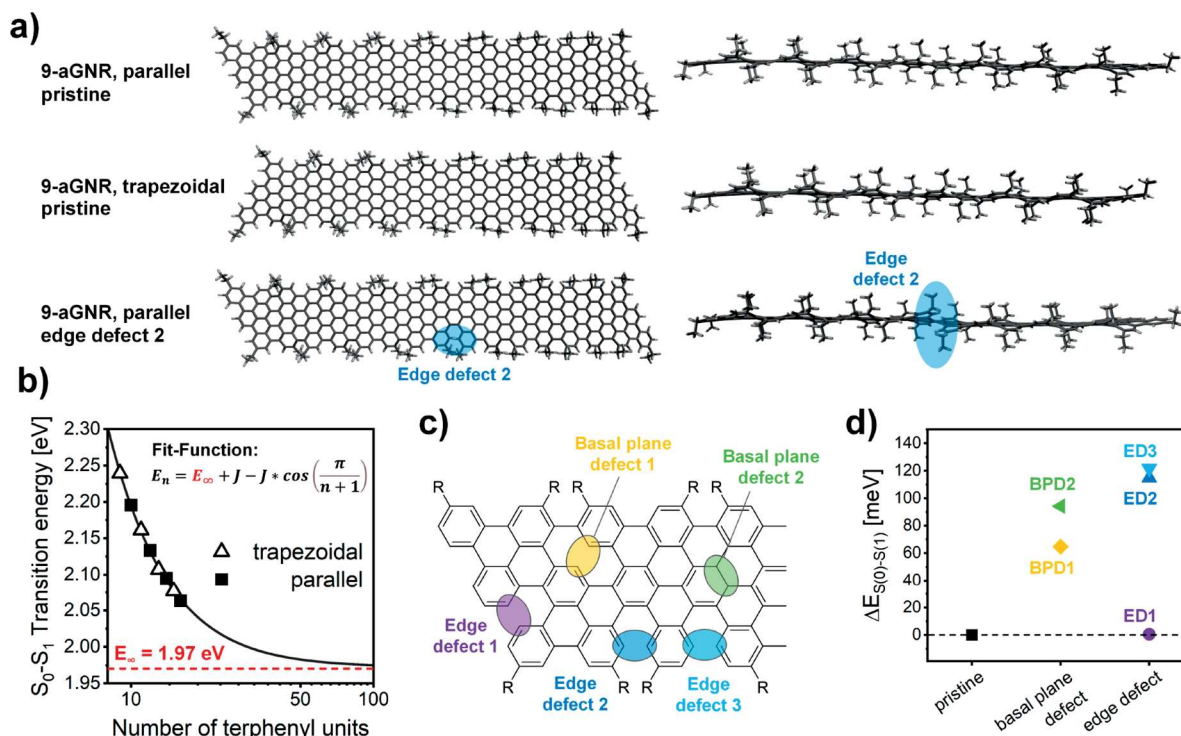 a)
9-aGNR, parallel
pristine
9-aGNR, trapezoidal
pristine
9-aGNR, parallel
edge defect 2
Edge defect 2
Edge
defect 2
b)
S0-S1 Transition energy [eV]
2.30
2.25
2.20
2.15
2.10
2.05
2.00
1.95
Fit-Function:
En = E∞ + J − J * cos(π/(n + 1))
trapezoidal
parallel
E∞ = 1.97 eV
10
50
100
Number of terphenyl units
c)
Basal plane
defect 1
Basal plane
defect 2
R
R
R
R
R
Edge
defect 1
R
R
R
R
R
Edge
defect 2
Edge
defect 3
d)
ΔES(0)-S(1) [meV]
140
120
100
80
60
40
20
0
ED3
ED2
BPD2
BPD1
ED1
pristine
basal plane
defect
edge defect